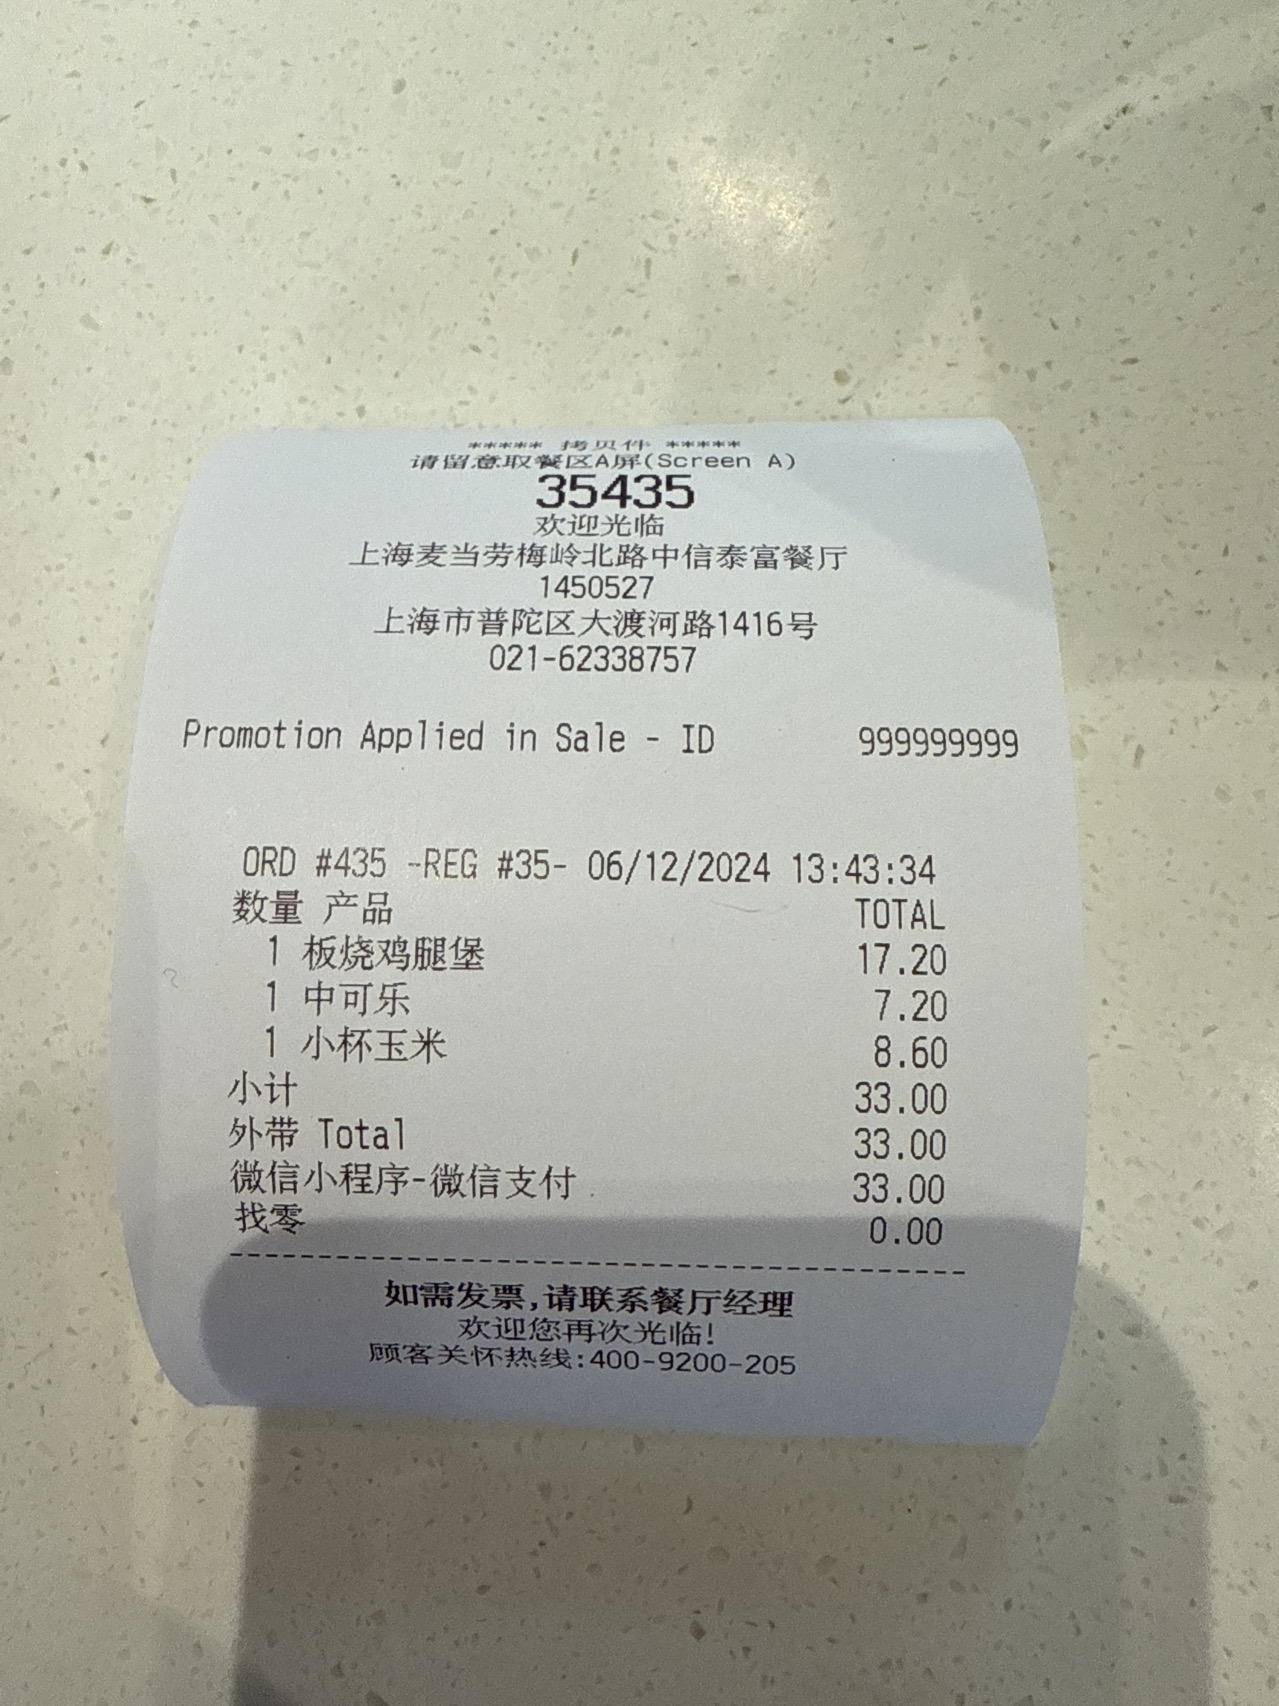 ***** 拷贝件 *****
请留意取餐区A屏(Screen A)
35435
欢迎光临
上海麦当劳梅岭北路中信泰富餐厅
1450527
上海市普陀区大渡河路1416号
021-62338757
Promotion Applied in Sale - ID 999999999
ORD #435 -REG #35- 06/12/2024 13:43:34
数量 产品 TOTAL
1 板烧鸡腿堡 17.20
1 中可乐 7.20
1 小杯玉米 8.60
小计 33.00
外带 Total 33.00
微信小程序-微信支付 33.00
找零 0.00
----------------------------------------
如需发票,请联系餐厅经理
欢迎您再次光临!
顾客关怀热线:400-9200-205